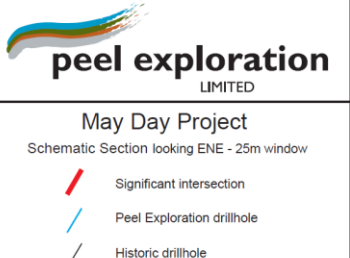 peel exploration
LIMITED
May Day Project
Schematic Section looking ENE - 25m window
Significant intersection
Peel Exploration drillhole
Historic drillhole